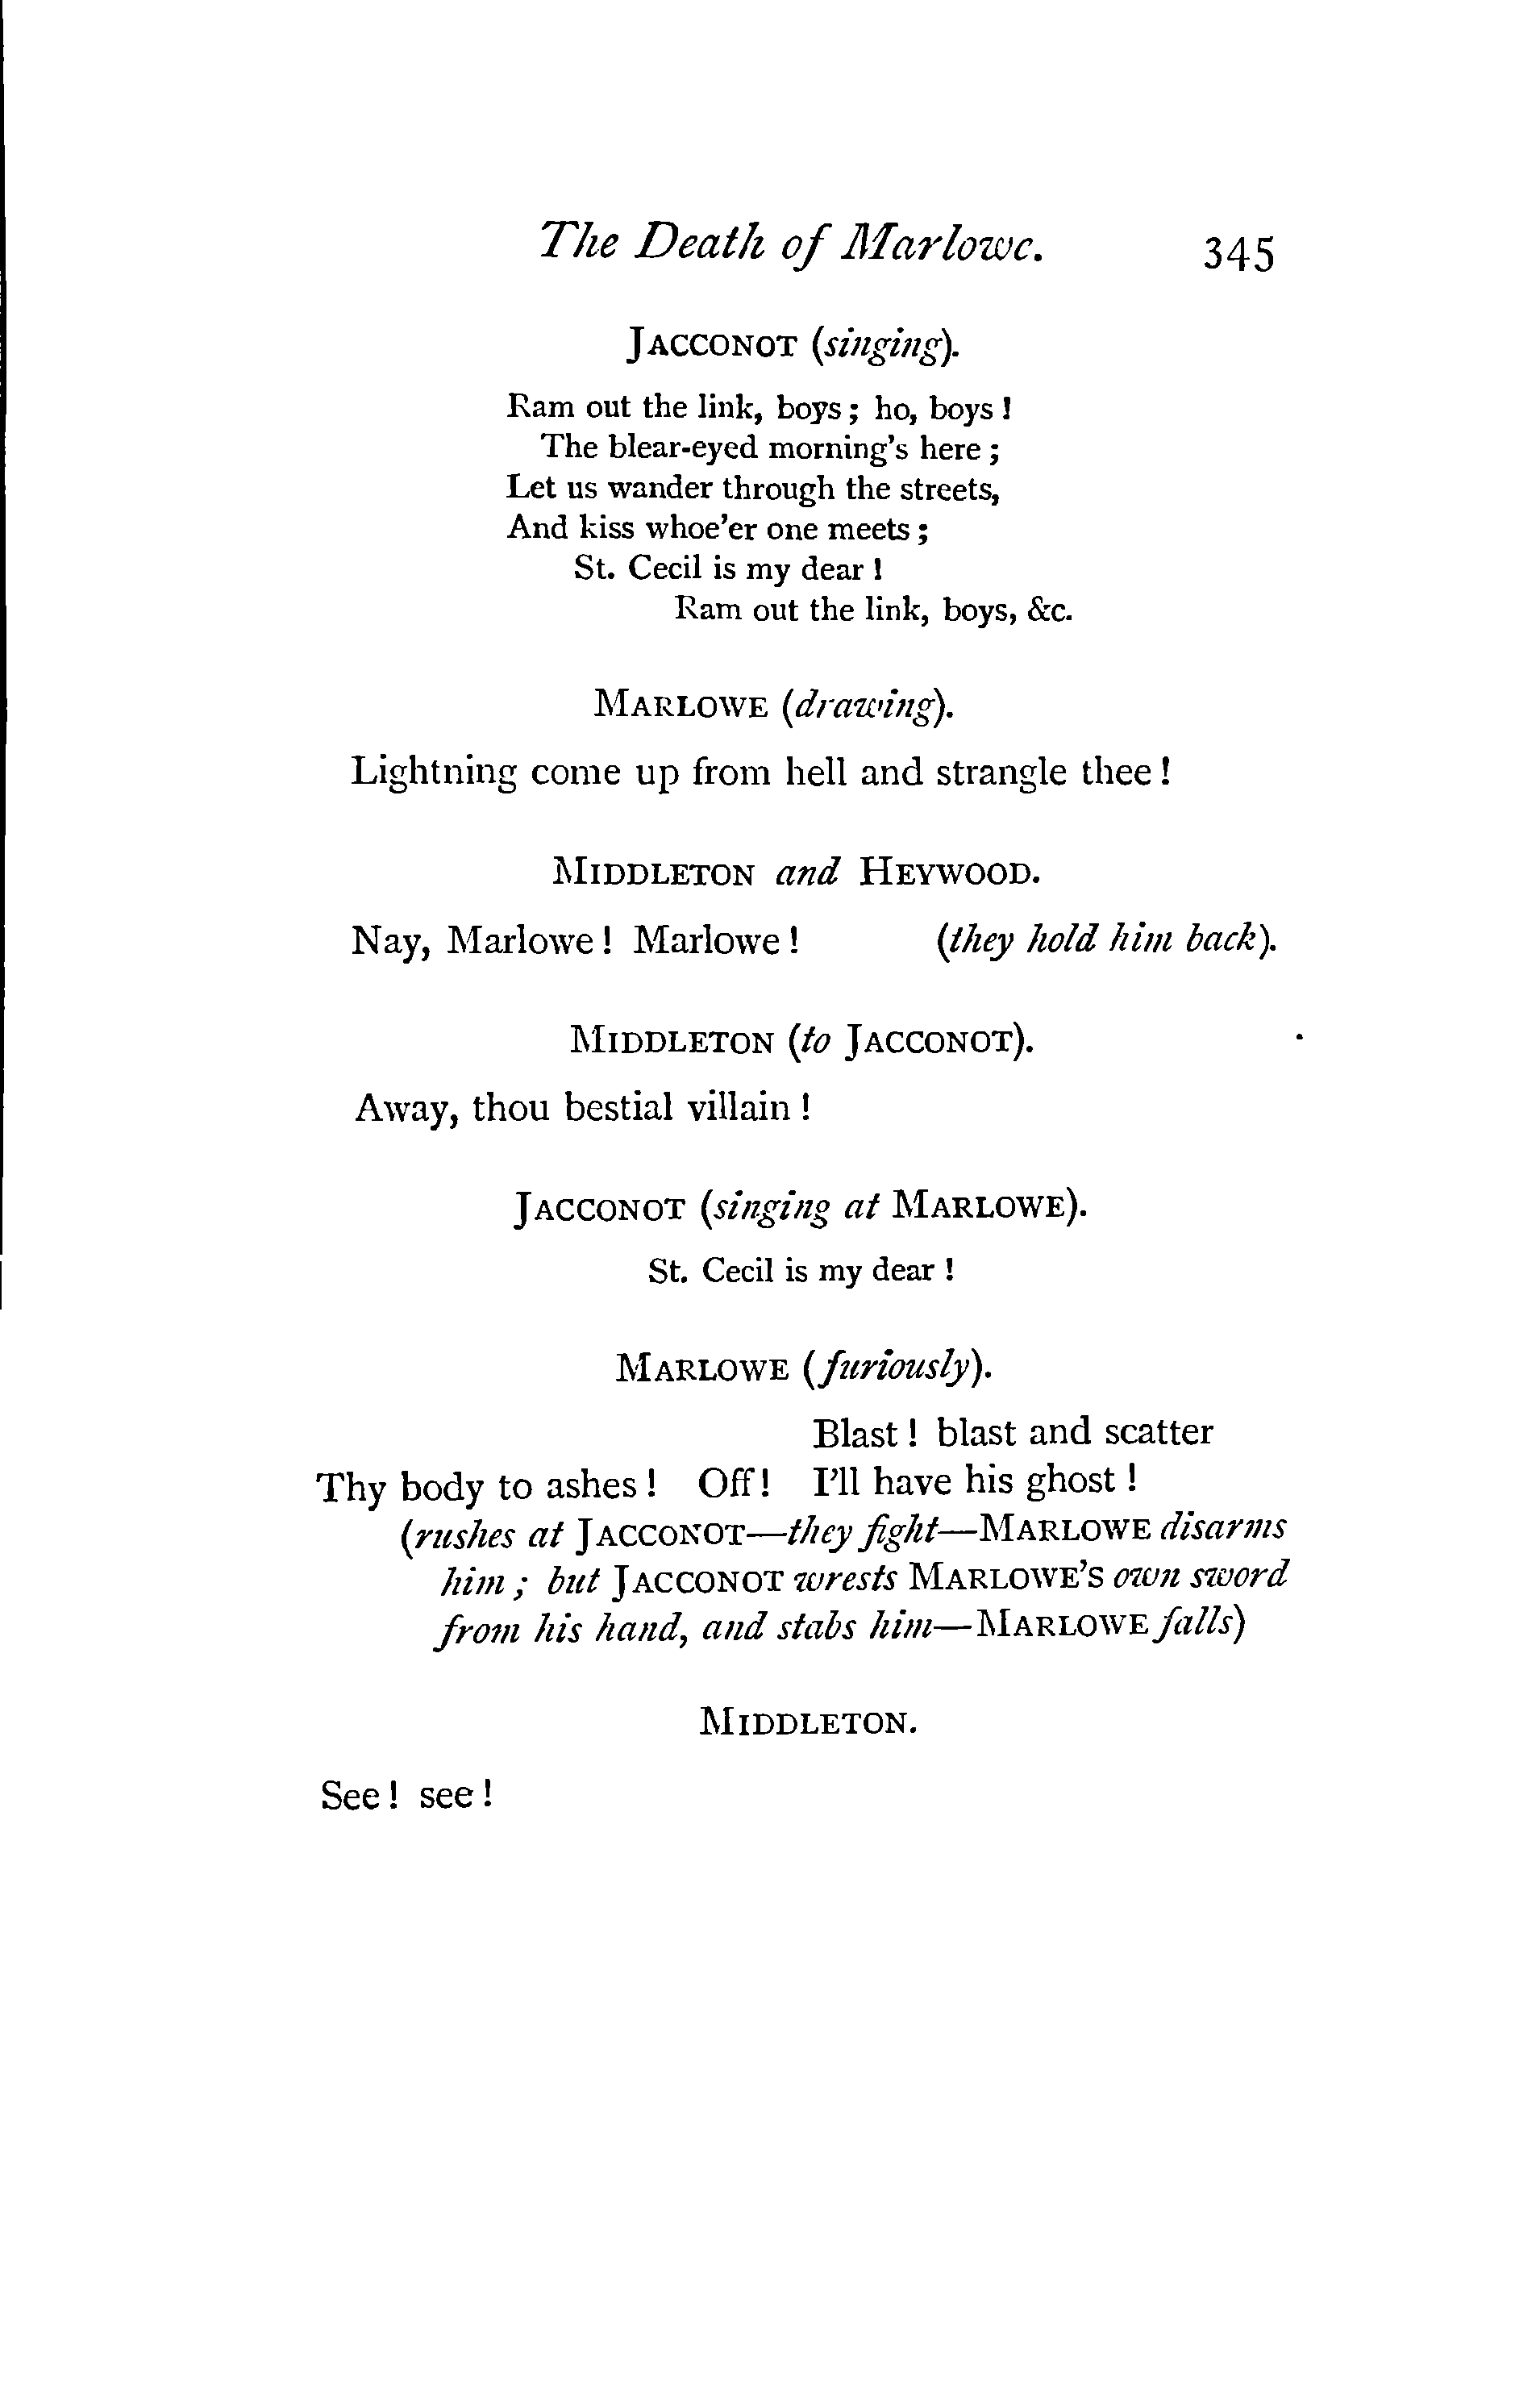 The Death of Marlowe. 345
JACCONOT (singing).
Ram out the link, boys; ho, boys!
The blear-eyed morning's here;
Let us wander through the streets,
And kiss whoe'er one meets;
St. Cecil is my dear!
Ram out the link, boys, &c.
MARLOWE (drawing).
Lightning come up from hell and strangle thee!
MIDDLETON and HEYWOOD.
Nay, Marlowe! Marlowe! (they hold him back).
MIDDLETON (to JACCONOT).
Away, thou bestial villain!
JACCONOT (singing at MARLOWE).
St. Cecil is my dear!
MARLOWE (furiously).
Blast! blast and scatter
Thy body to ashes! Off! I'll have his ghost!
(rushes at JACCONOT—they fight—MARLOWE disarms
him; but JACCONOT wrests MARLOWE'S own sword
from his hand, and stabs him—MARLOWE falls)
MIDDLETON.
See! see!